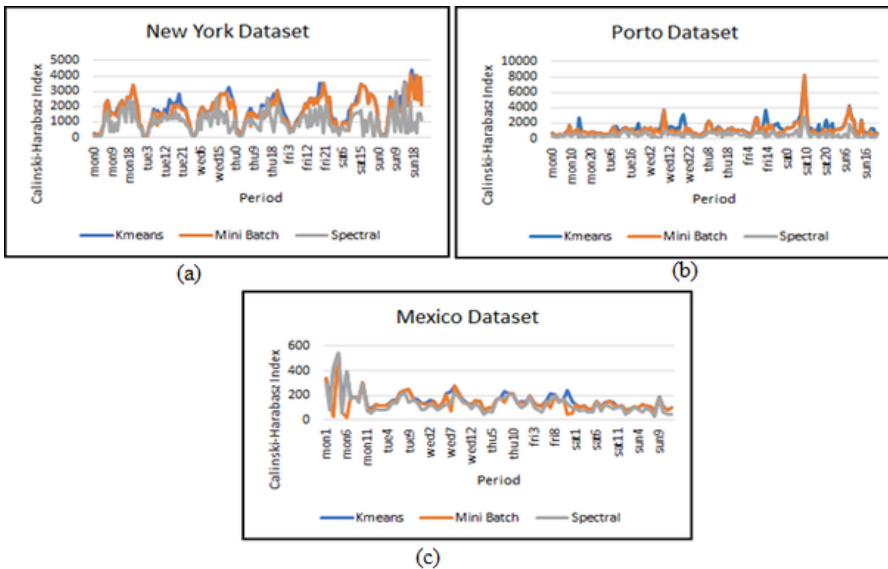 New York Dataset
Calinski-Harabasz Index
5000
4000
3000
2000
1000
0
mon0
mon9
mon18
tue3
tue12
tue21
wed6
wed15
thu0
thu9
thu18
fri3
fri12
fri21
sat6
sat15
sun0
sun9
sun18
Period
Kmeans Mini Batch Spectral
(a)
Porto Dataset
Calinski-Harabasz Index
10000
8000
6000
4000
2000
0
mon0
mon10
mon20
tue6
tue16
wed2
wed12
wed22
thu8
thu18
fri4
fri14
sat0
sat10
sat20
sun6
sun16
Period
Kmeans Mini Batch Spectral
(b)
Mexico Dataset
Calinski-Harabasz Index
600
400
200
0
mon1
mon6
mon11
tue4
tue9
wed2
wed7
wed12
thu5
thu10
fri3
fri8
sat1
sat6
sat11
sun4
sun9
Period
Kmeans Mini Batch Spectral
(c)